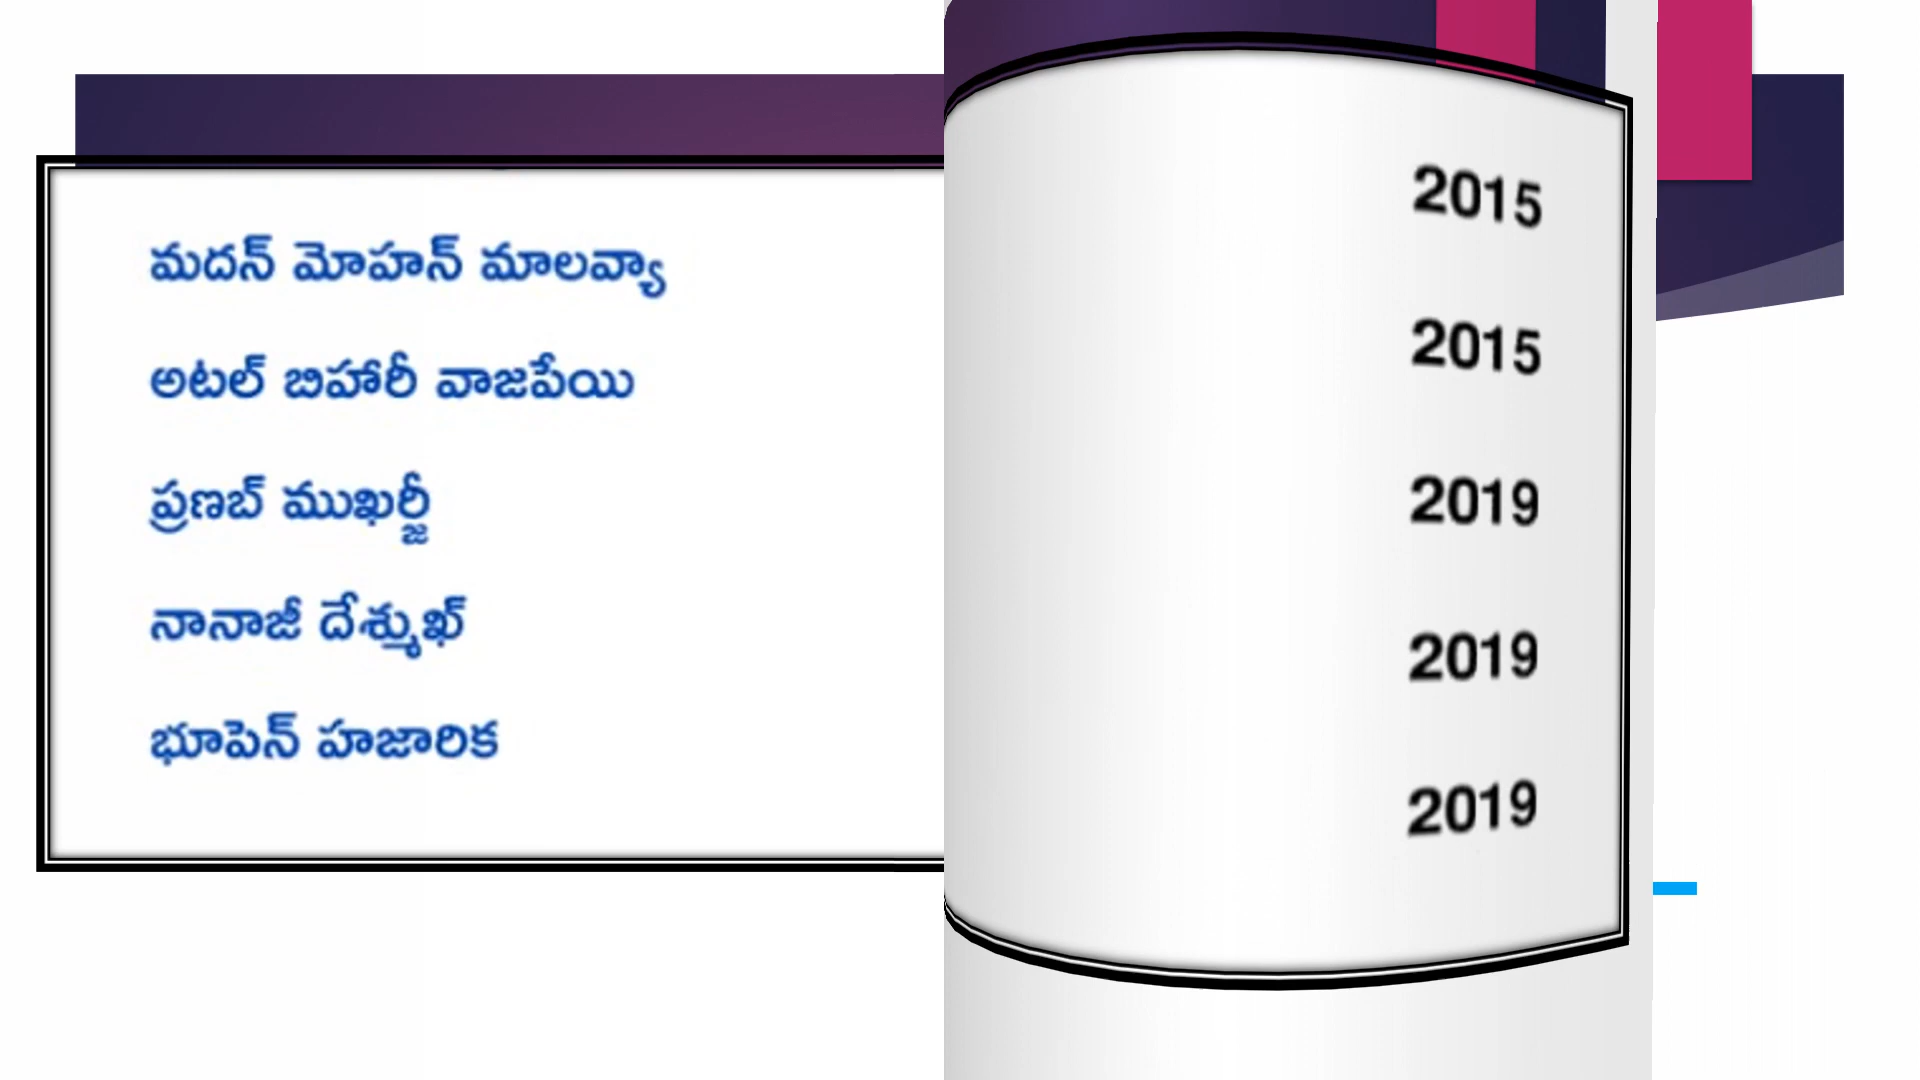 మదన్ మోహన్ మాలవ్యా 2015
అటల్ బిహారీ వాజపేయి 2015
ప్రణబ్ ముఖర్జీ 2019
నానాజీ దేశ్ముఖ్ 2019
భూపెన్ హజారిక 2019